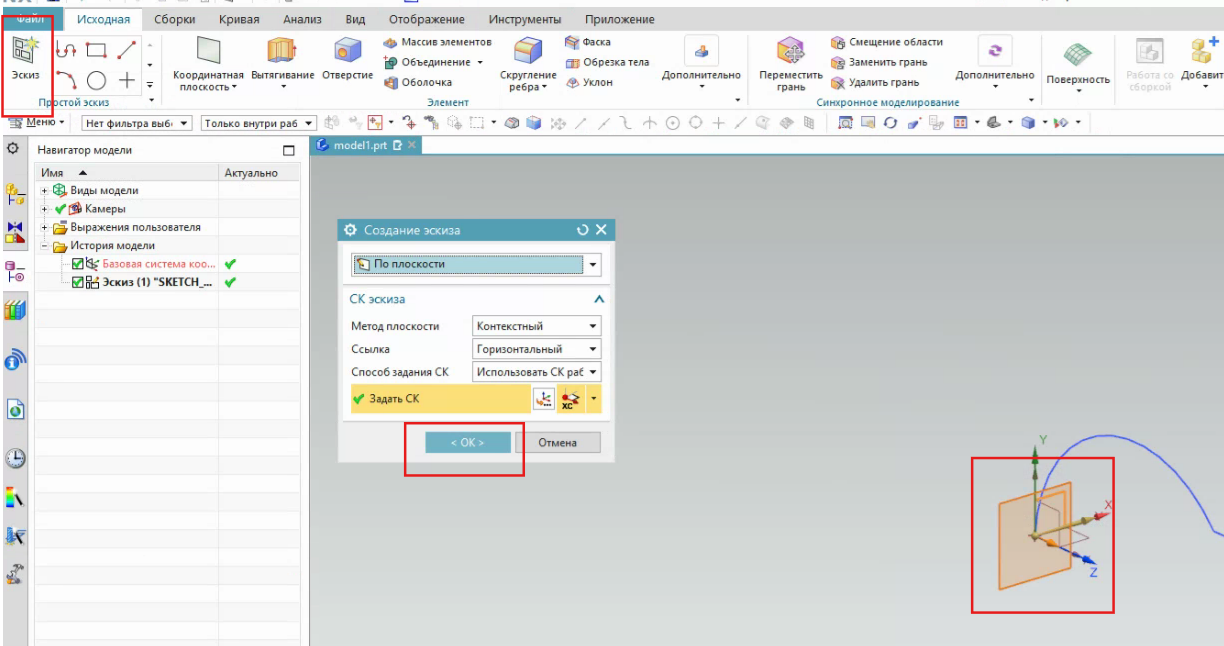 Файл Исходная Сборки Кривая Анализ Вид Отображение Инструменты Приложение
Эскиз
Простой эскиз
Координатная плоскость
Вытягивание
Отверстие
Массив элементов
Объединение
Оболочка
Скругление ребра
Фаска
Обрезка тела
Уклон
Дополнительно
Элемент
Переместить грань
Смещение области
Заменить грань
Удалить грань
Дополнительно
Синхронное моделирование
Поверхность
Работа со сборкой
Добавит
Меню
Нет фильтра выб
Только внутри раб
Навигатор модели
model1.prt
Имя Актуально
Виды модели
Камеры
Выражения пользователя
История модели
Базовая система коо...
Эскиз (1) "SKETCH_...
Создание эскиза
По плоскости
СК эскиза
Метод плоскости Контекстный
Ссылка Горизонтальный
Способ задания СК Использовать СК раб
Задать СК
XC
< OK > Отмена
Y
X
Z